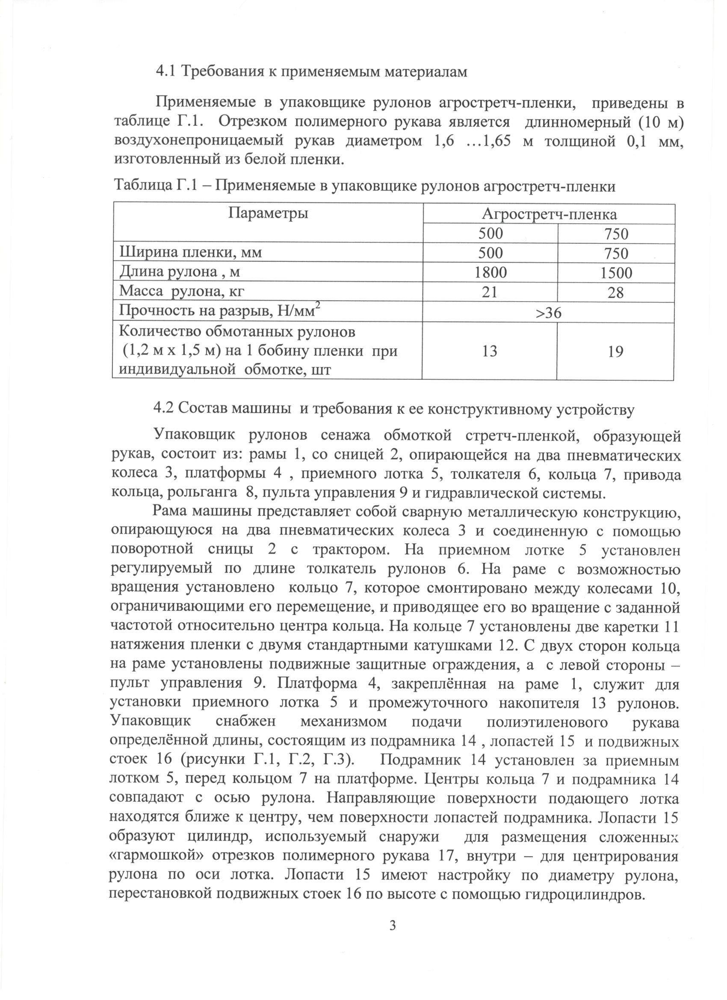 4.1 Требования к применяемым материалам
Применяемые в упаковщике рулонов агростретч-пленки, приведены в
таблице Г.1. Отрезком полимерного рукава является длинномерный (10 м)
воздухонепроницаемый рукав диаметром 1,6 …1,65 м толщиной 0,1 мм,
изготовленный из белой пленки.
Таблица Г.1 – Применяемые в упаковщике рулонов агростретч-пленки
Параметры Агростретч-пленка
500 750
Ширина пленки, мм 500 750
Длина рулона , м 1800 1500
Масса рулона, кг 21 28
Прочность на разрыв, Н/мм² >36
Количество обмотанных рулонов
(1,2 м х 1,5 м) на 1 бобину пленки при 13 19
индивидуальной обмотке, шт
4.2 Состав машины и требования к ее конструктивному устройству
Упаковщик рулонов сенажа обмоткой стретч-пленкой, образующей
рукав, состоит из: рамы 1, со сницей 2, опирающейся на два пневматических
колеса 3, платформы 4 , приемного лотка 5, толкателя 6, кольца 7, привода
кольца, рольганга 8, пульта управления 9 и гидравлической системы.
Рама машины представляет собой сварную металлическую конструкцию,
опирающуюся на два пневматических колеса 3 и соединенную с помощью
поворотной сницы 2 с трактором. На приемном лотке 5 установлен
регулируемый по длине толкатель рулонов 6. На раме с возможностью
вращения установлено кольцо 7, которое смонтировано между колесами 10,
ограничивающими его перемещение, и приводящее его во вращение с заданной
частотой относительно центра кольца. На кольце 7 установлены две каретки 11
натяжения пленки с двумя стандартными катушками 12. С двух сторон кольца
на раме установлены подвижные защитные ограждения, а с левой стороны –
пульт управления 9. Платформа 4, закреплённая на раме 1, служит для
установки приемного лотка 5 и промежуточного накопителя 13 рулонов.
Упаковщик снабжен механизмом подачи полиэтиленового рукава
определённой длины, состоящим из подрамника 14 , лопастей 15 и подвижных
стоек 16 (рисунки Г.1, Г.2, Г.3). Подрамник 14 установлен за приемным
лотком 5, перед кольцом 7 на платформе. Центры кольца 7 и подрамника 14
совпадают с осью рулона. Направляющие поверхности подающего лотка
находятся ближе к центру, чем поверхности лопастей подрамника. Лопасти 15
образуют цилиндр, используемый снаружи для размещения сложенных
«гармошкой» отрезков полимерного рукава 17, внутри – для центрирования
рулона по оси лотка. Лопасти 15 имеют настройку по диаметру рулона,
перестановкой подвижных стоек 16 по высоте с помощью гидроцилиндров.
3